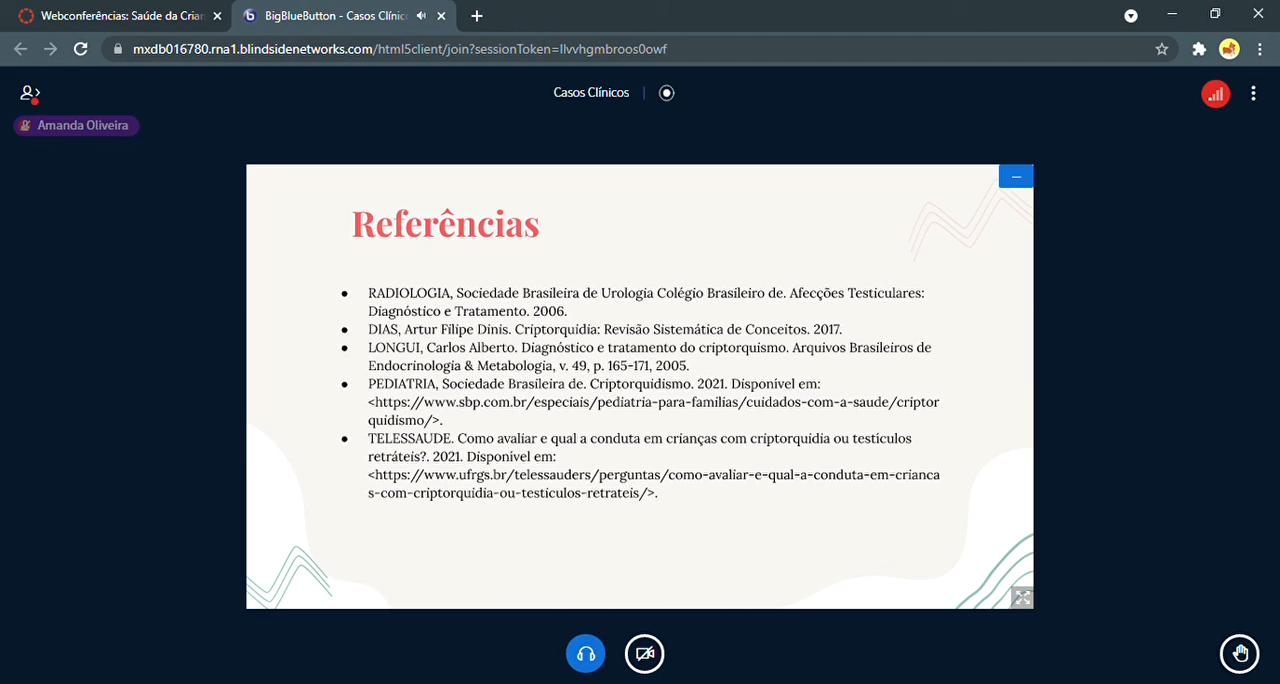 Webconferências: Saúde da Crian
BigBlueButton - Casos Clínic
mxdb016780.rna1.blindsidenetworks.com/html5client/join?sessionToken=llvvhgmbroos0owf
Casos Clínicos
Amanda Oliveira
Referências
● RADIOLOGIA, Sociedade Brasileira de Urologia Colégio Brasileiro de. Afecções Testiculares:
Diagnóstico e Tratamento. 2006.
● DIAS, Artur Filipe Dinis. Criptorquidia: Revisão Sistemática de Conceitos. 2017.
● LONGUI, Carlos Alberto. Diagnóstico e tratamento do criptorquismo. Arquivos Brasileiros de
Endocrinologia & Metabologia, v. 49, p. 165-171, 2005.
● PEDIATRIA, Sociedade Brasileira de. Criptorquidismo. 2021. Disponível em:
<https://www.sbp.com.br/especiais/pediatria-para-familias/cuidados-com-a-saude/criptor
quidismo/>.
● TELESSAUDE. Como avaliar e qual a conduta em crianças com criptorquidia ou testículos
retráteis?. 2021. Disponível em:
<https://www.ufrgs.br/telessauders/perguntas/como-avaliar-e-qual-a-conduta-em-crianca
s-com-criptorquidia-ou-testiculos-retrateis/>.